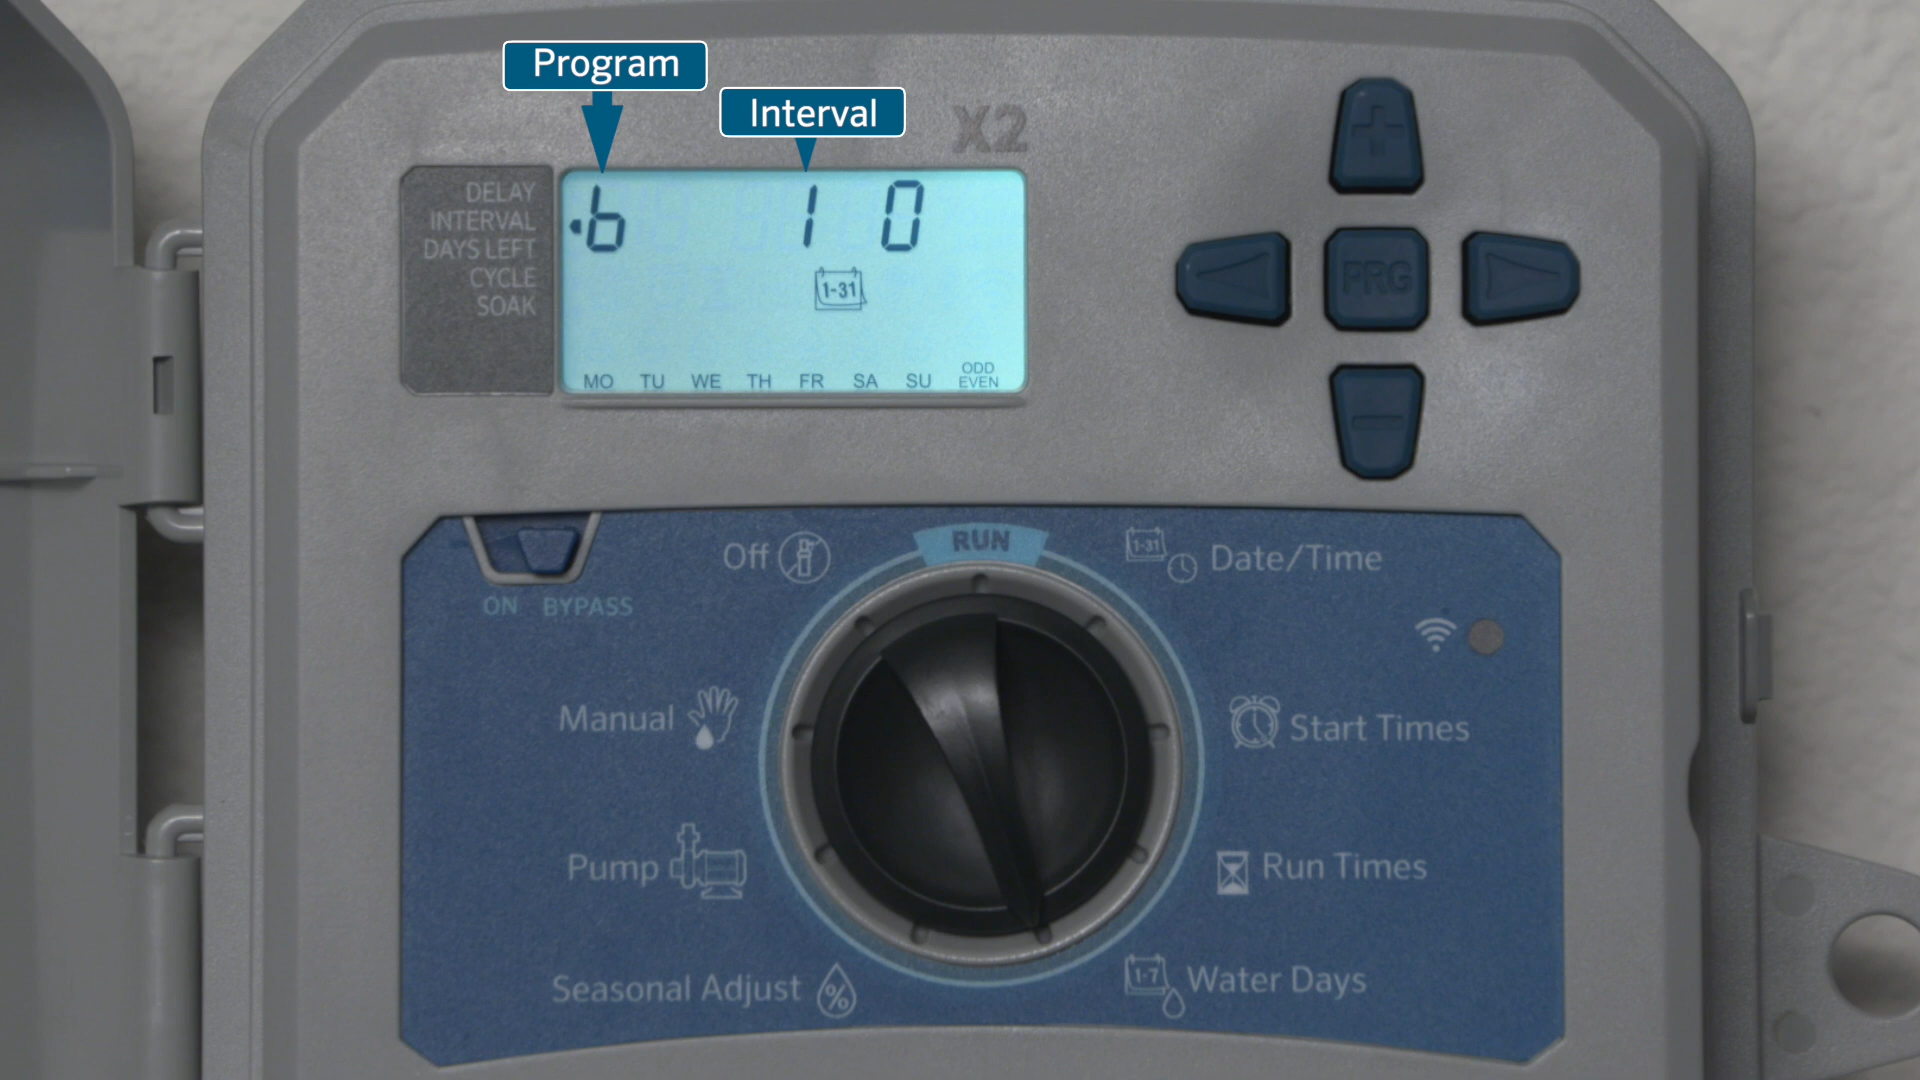 Program
Interval
X2
DELAY
INTERVAL
DAYS LEFT
CYCLE
SOAK
b 1 0
1-31
MO TU WE TH FR SA SU ODD EVEN
PRG
ON BYPASS
Off
RUN
1-31 Date/Time
Manual
Start Times
Pump
Run Times
Seasonal Adjust %
1-7 Water Days